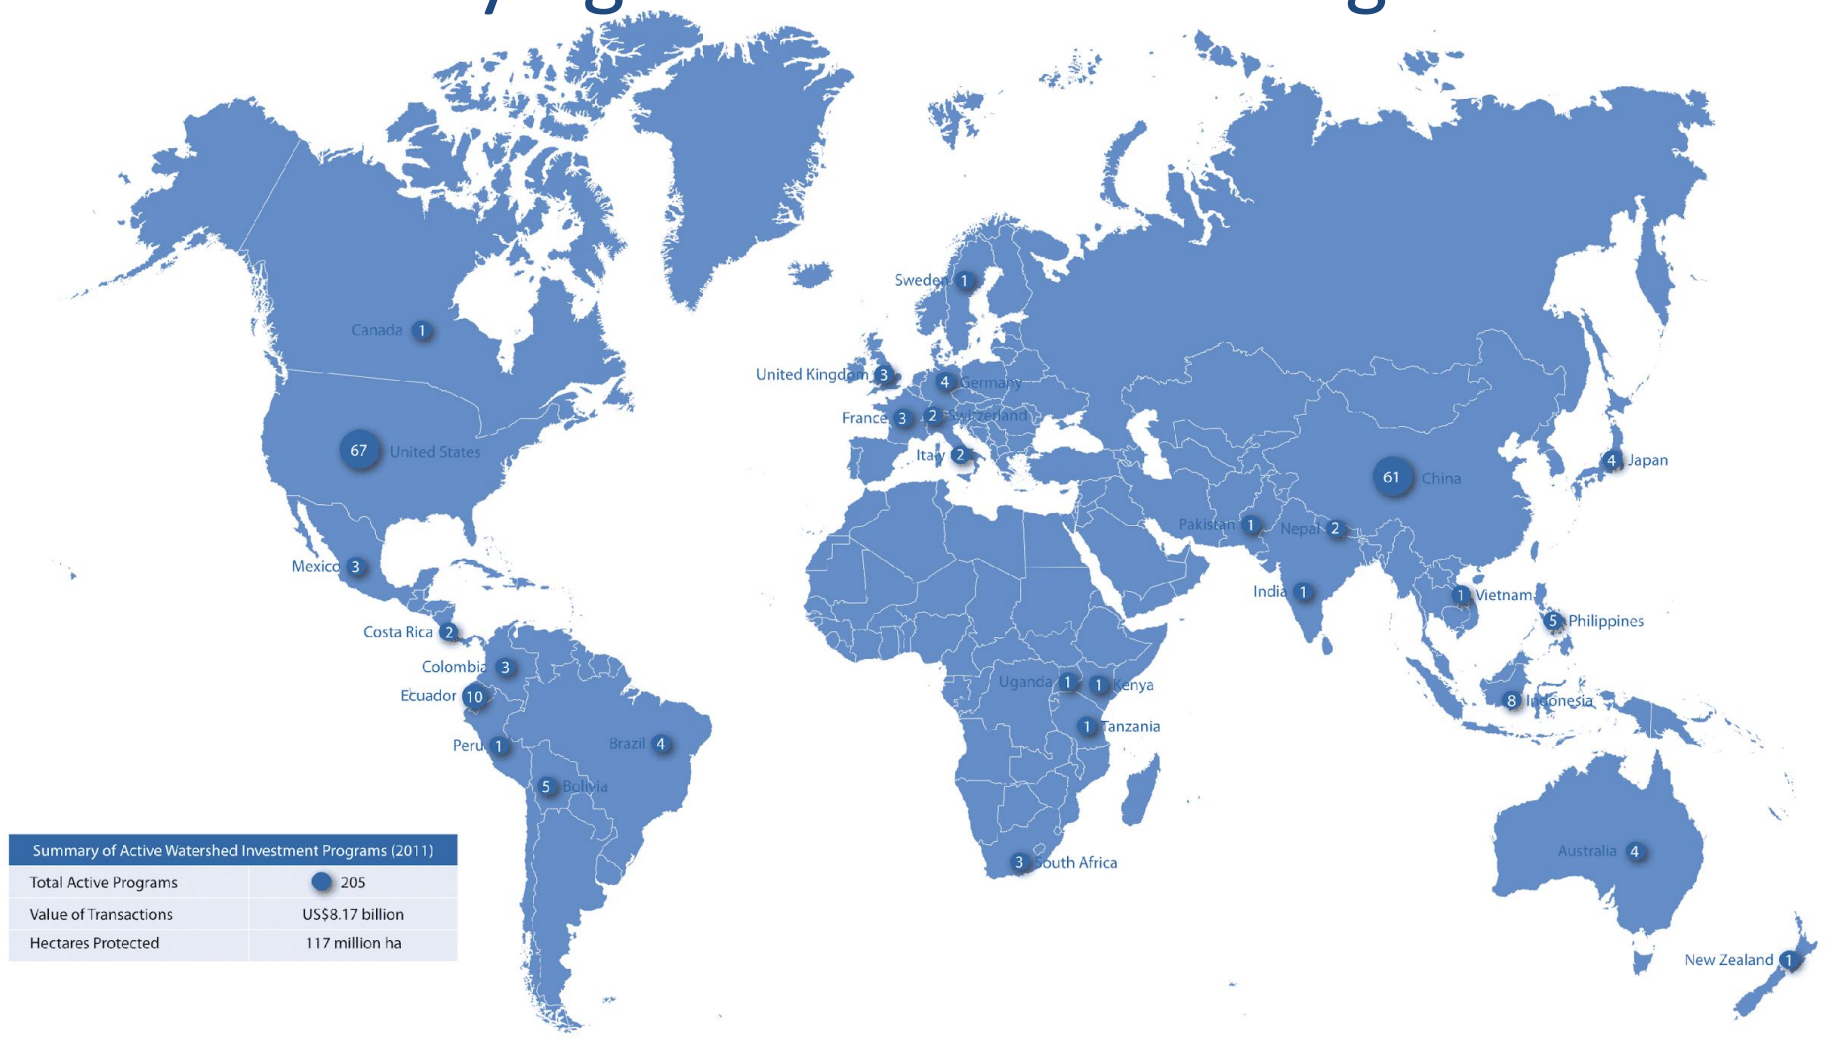 Sweden 1
Canada 1
United Kingdom 3
4 Germany
France 3
2 Switzerland
67 United States
Italy 2
4 Japan
61 China
Pakistan 1
Nepal 2
Mexico 3
India 1
1 Vietnam
5 Philippines
Costa Rica 2
Colombia 3
Uganda 1
1 Kenya
Ecuador 10
8 Indonesia
1 Tanzania
Peru 1
Brazil 4
5 Bolivia
Summary of Active Watershed Investment Programs (2011)
Total Active Programs 205
Value of Transactions US$8.17 billion
Hectares Protected 117 million ha
3 South Africa
Australia 4
New Zealand 1